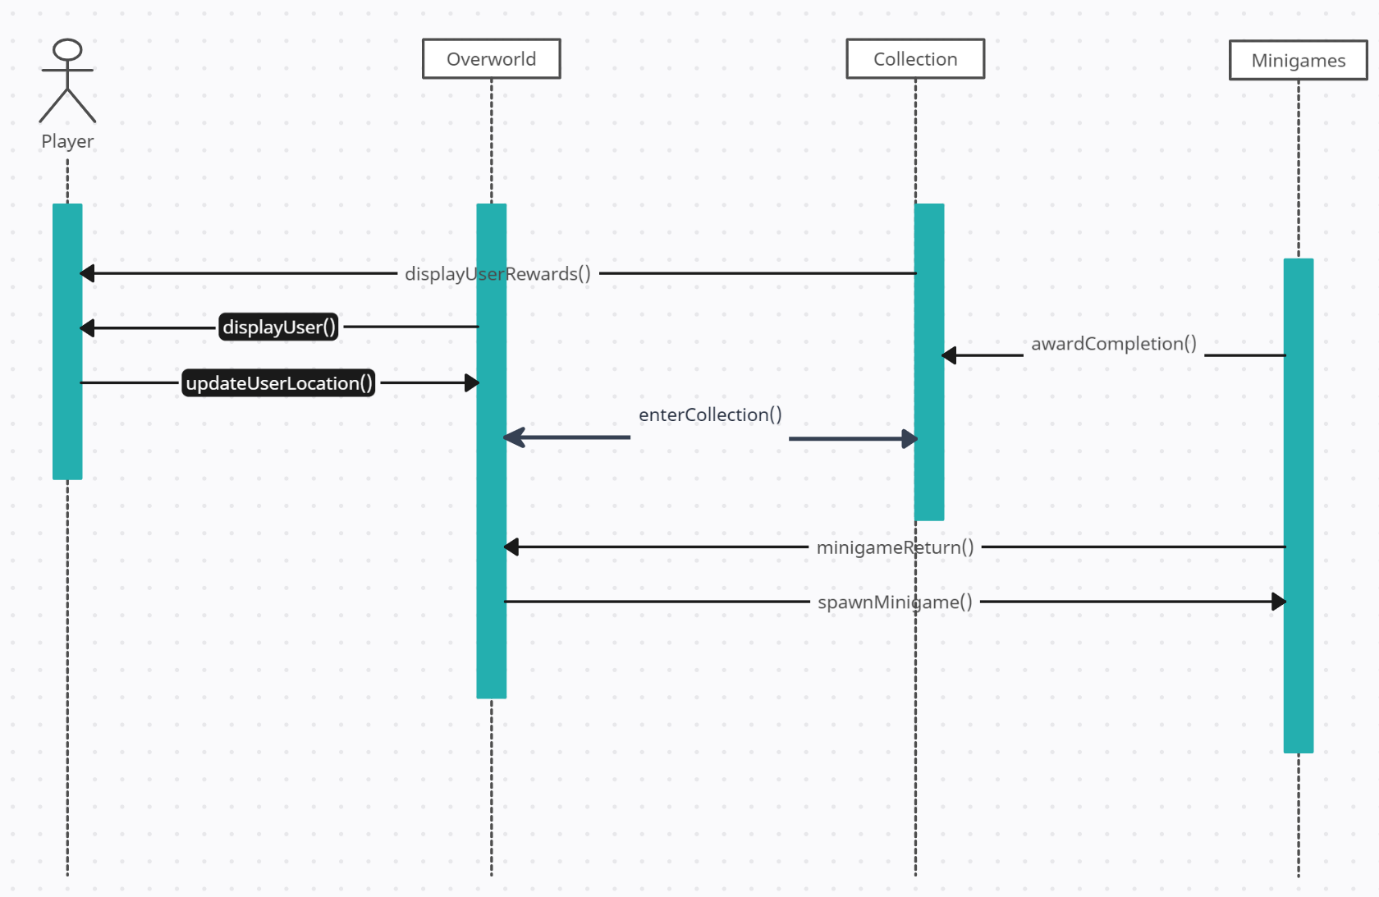 Overworld
Collection
Minigames
Player
displayUserRewards()
displayUser()
awardCompletion()
updateUserLocation()
enterCollection()
minigameReturn()
spawnMinigame()